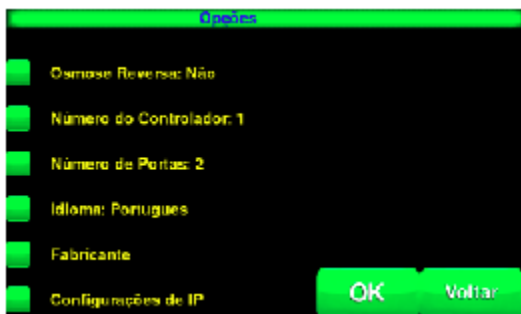 Opções
Osmose Reversa: Não
Número do Controlador: 1
Número de Portas: 2
Idioma: Portugues
Fabricante
Configurações de IP
OK
Voltar